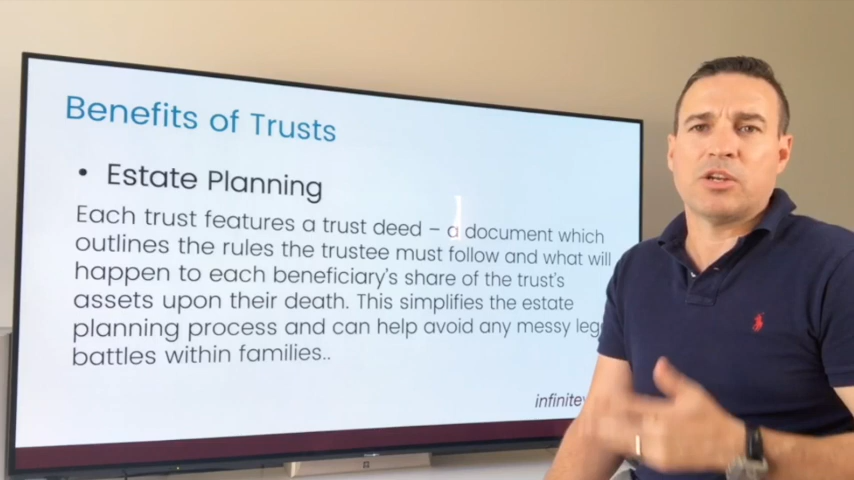 Benefits of Trusts
• Estate Planning
Each trust features a trust deed – a document which
outlines the rules the trustee must follow and what will
happen to each beneficiary's share of the trust's
assets upon their death. This simplifies the estate
planning process and can help avoid any messy leg
battles within families..
infinite